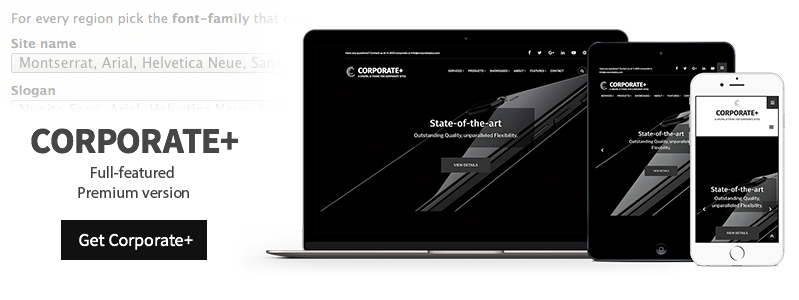 For every region pick the font-family that
Site name
Montserrat, Arial, Helvetica Neue, San
Slogan
CORPORATE+
Full-featured
Premium version
Get Corporate+
CORPORATE+
SERVICES PRODUCTS SHOWCASES ABOUT FEATURES CONTACT
State-of-the-art
Outstanding Quality, unparalleled Flexibility.
VIEW DETAILS
CORPORATE+
State-of-the-art
Outstanding Quality, unparalleled Flexibility.
VIEW DETAILS
CORPORATE+
State-of-the-art
Outstanding Quality,
unparalleled Flexibility.
VIEW DETAILS